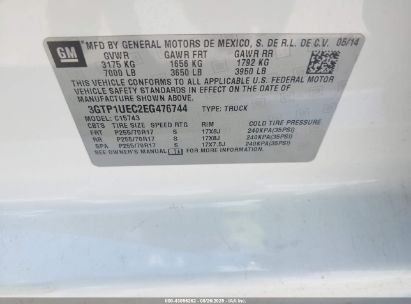 GM
MFD BY GENERAL MOTORS DE MEXICO, S. DE R.L. DE C.V. 05/14
GVWR GAWR FRT GAWR RR
3175 KG 1656 KG 1792 KG
7000 LB 3650 LB 3950 LB
THIS VEHICLE CONFORMS TO ALL APPLICABLE U.S. FEDERAL MOTOR
VEHICLE SAFETY STANDARDS IN EFFECT ON THE DATE OF
MANUFACTURE SHOWN ABOVE.
3GTP1UEC2EG476744 TYPE: TRUCK
MODEL: C15743
TIRE SIZE SPEED RTG RIM COLD TIRE PRESSURE
FRT P255/70R17 S 17X8J 240KPA(35PSI)
RR P255/70R17 S 17X8J 240KPA(35PSI)
SPA P255/70R17 S 17X7.5J 240KPA(35PSI)
SEE OWNER'S MANUAL FOR MORE INFORMATION.